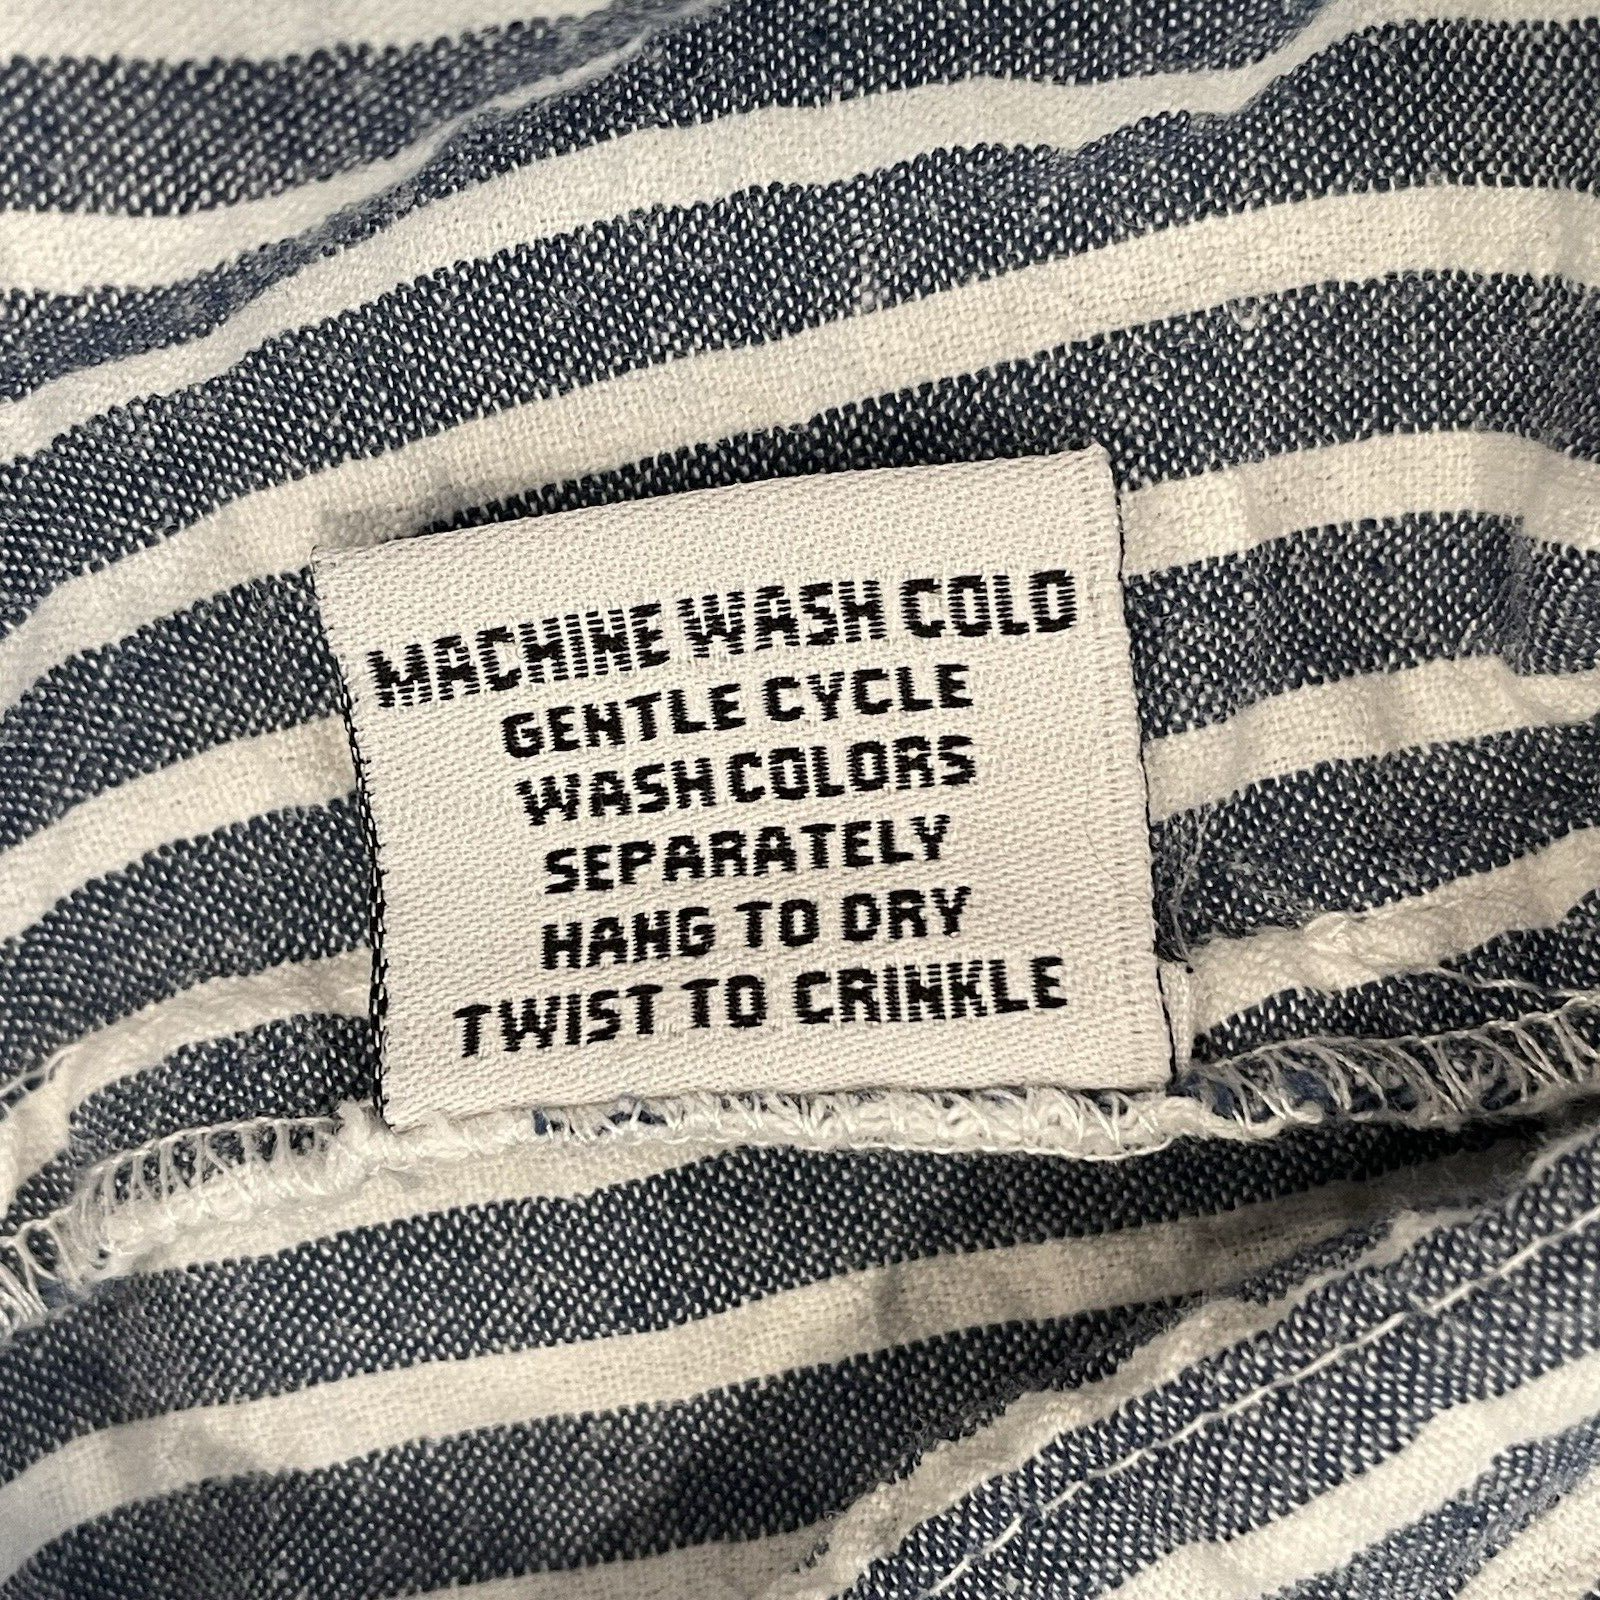 MACHINE WASH COLD
GENTLE CYCLE
WASH COLORS
SEPARATELY
HANG TO DRY
TWIST TO CRINKLE